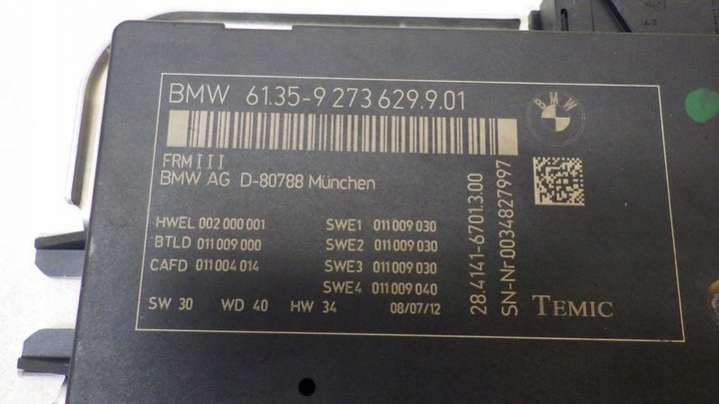 BMW 61.35-9 273 629.9.01
BMW
FRM III
BMW AG D-80788 München
HWEL 002 000 001
BTLD 011 009 000
CAFD 011 004 014
SWE1 011 009 030
SWE2 011 009 030
SWE3 011 009 030
SWE4 011 009 040
SW 30 WD 40 HW 34 08/07/12
28.4141-6701.3.00
SN-Nr 0034827997
TEMIC